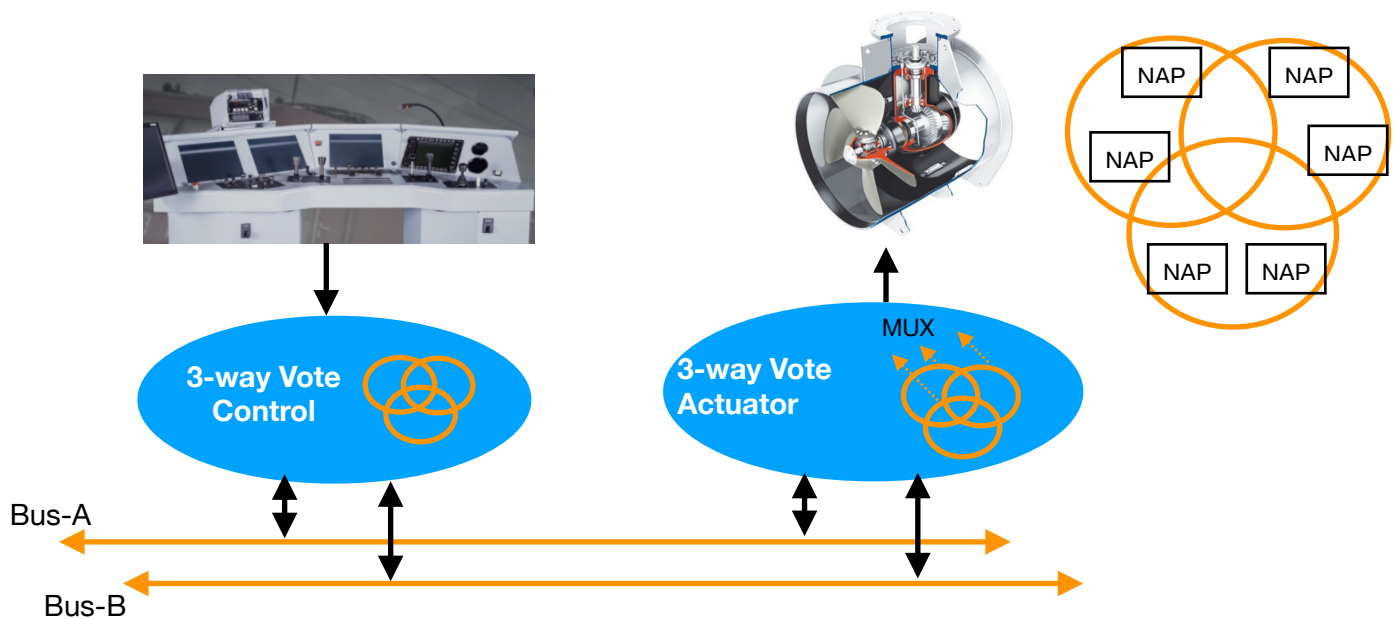 NAP
NAP
NAP
NAP
NAP
NAP
MUX
3-way Vote
Control
3-way Vote
Actuator
Bus-A
Bus-B